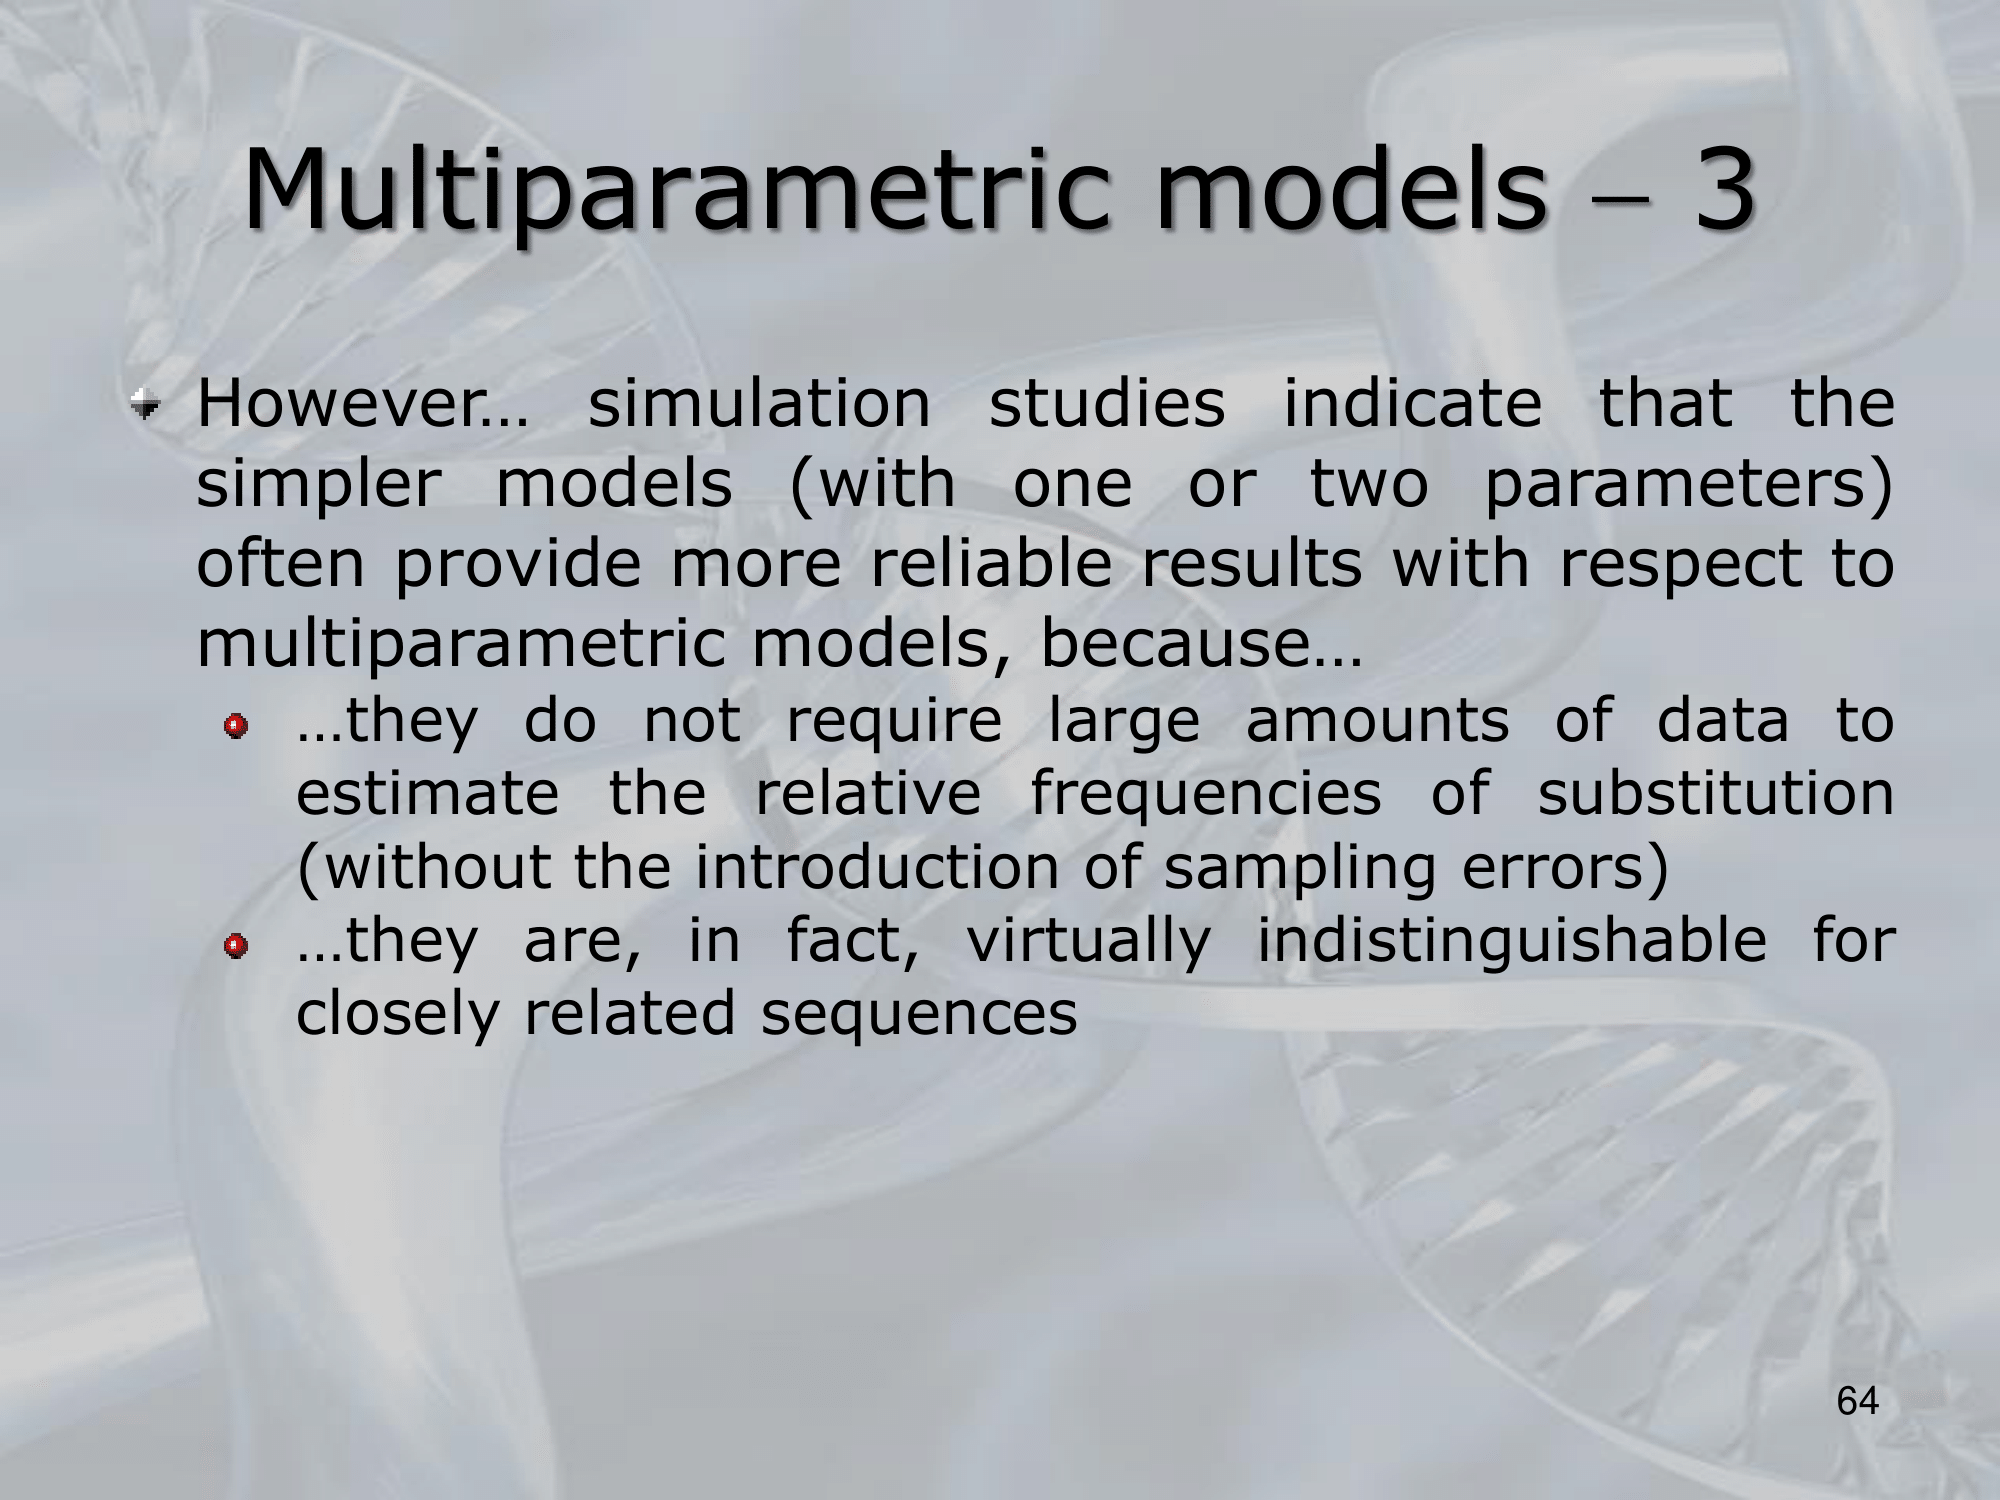 Multiparametric models – 3
However… simulation studies indicate that the
simpler models (with one or two parameters)
often provide more reliable results with respect to
multiparametric models, because…
…they do not require large amounts of data to
estimate the relative frequencies of substitution
(without the introduction of sampling errors)
…they are, in fact, virtually indistinguishable for
closely related sequences
64